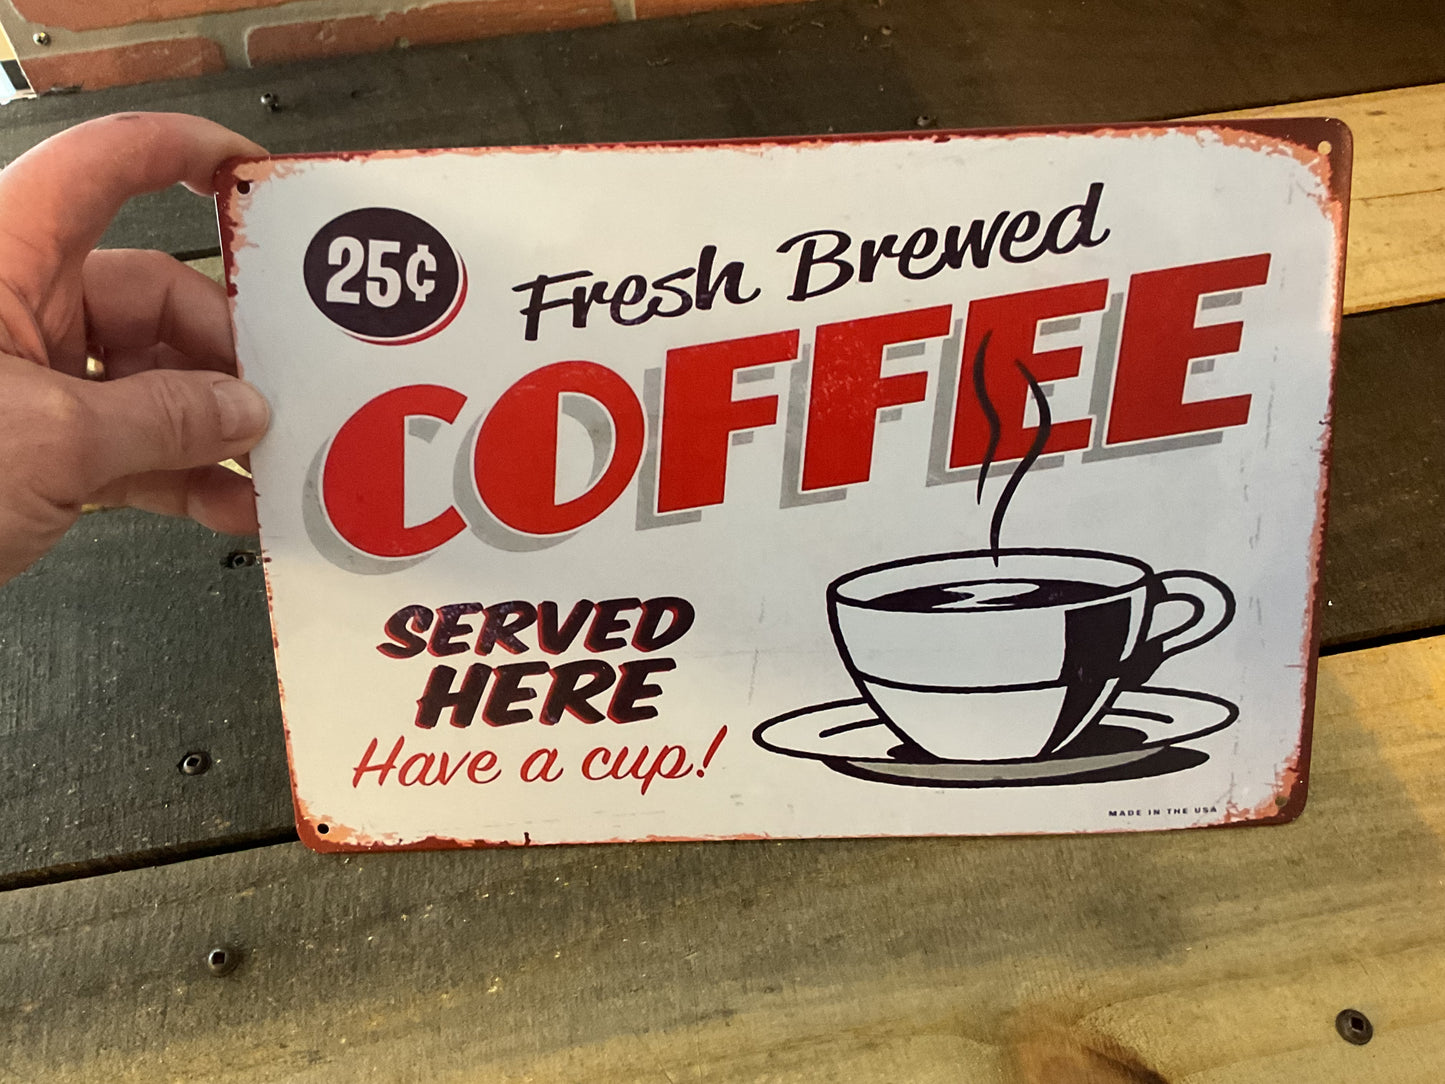 25¢
Fresh Brewed
COFFEE
SERVED
HERE
Have a cup!
MADE IN THE USA